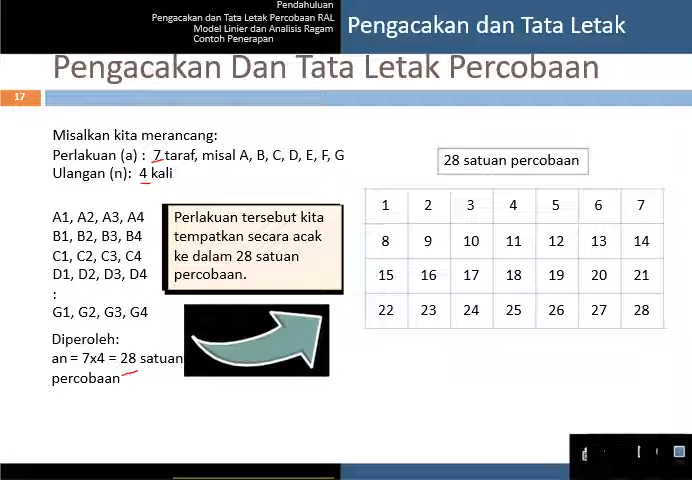 Pendahuluan
Pengacakan dan Tata Letak Percobaan RAL
Model Linier dan Analisis Ragam
Contoh Penerapan
Pengacakan dan Tata Letak
Pengacakan Dan Tata Letak Percobaan
17
Misalkan kita merancang:
Perlakuan (a) : 7 taraf, misal A, B, C, D, E, F, G
Ulangan (n): 4 kali
A1, A2, A3, A4
B1, B2, B3, B4
C1, C2, C3, C4
D1, D2, D3, D4
:
G1, G2, G3, G4
Diperoleh:
an = 7x4 = 28 satuan
percobaan
Perlakuan tersebut kita
tempatkan secara acak
ke dalam 28 satuan
percobaan.
28 satuan percobaan
1 2 3 4 5 6 7
8 9 10 11 12 13 14
15 16 17 18 19 20 21
22 23 24 25 26 27 28